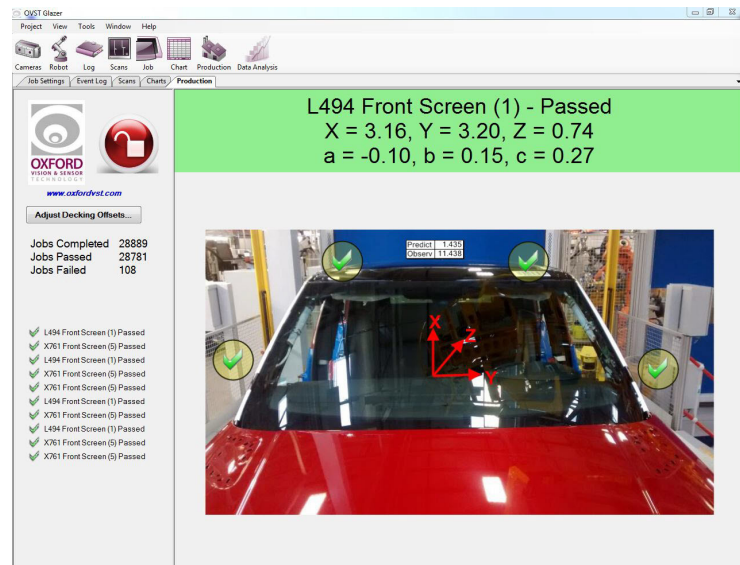 OVST Glazer
Project View Tools Window Help
Cameras Robot Log Scans Job Chart Production Data Analysis
Job Settings Event Log Scans Charts Production
OXFORD
VISION & SENSOR
TECHNOLOGY
www.oxfordvst.com
Adjust Decking Offsets...
Jobs Completed 28889
Jobs Passed 28781
Jobs Failed 108
L494 Front Screen (1) Passed
X761 Front Screen (5) Passed
L494 Front Screen (1) Passed
X761 Front Screen (5) Passed
X761 Front Screen (5) Passed
L494 Front Screen (1) Passed
X761 Front Screen (5) Passed
L494 Front Screen (1) Passed
X761 Front Screen (5) Passed
X761 Front Screen (5) Passed
L494 Front Screen (1) - Passed
X = 3.16, Y = 3.20, Z = 0.74
a = -0.10, b = 0.15, c = 0.27
Predict 1.435
Observ 11.438
X
Z
Y